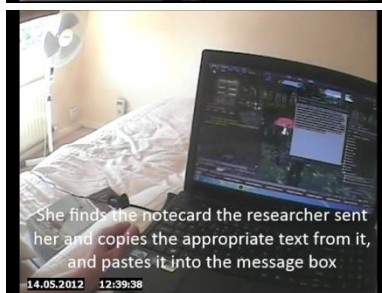 She finds the notecard the researcher sent
her and copies the appropriate text from it,
and pastes it into the message box
14.05.2012 12:39:38